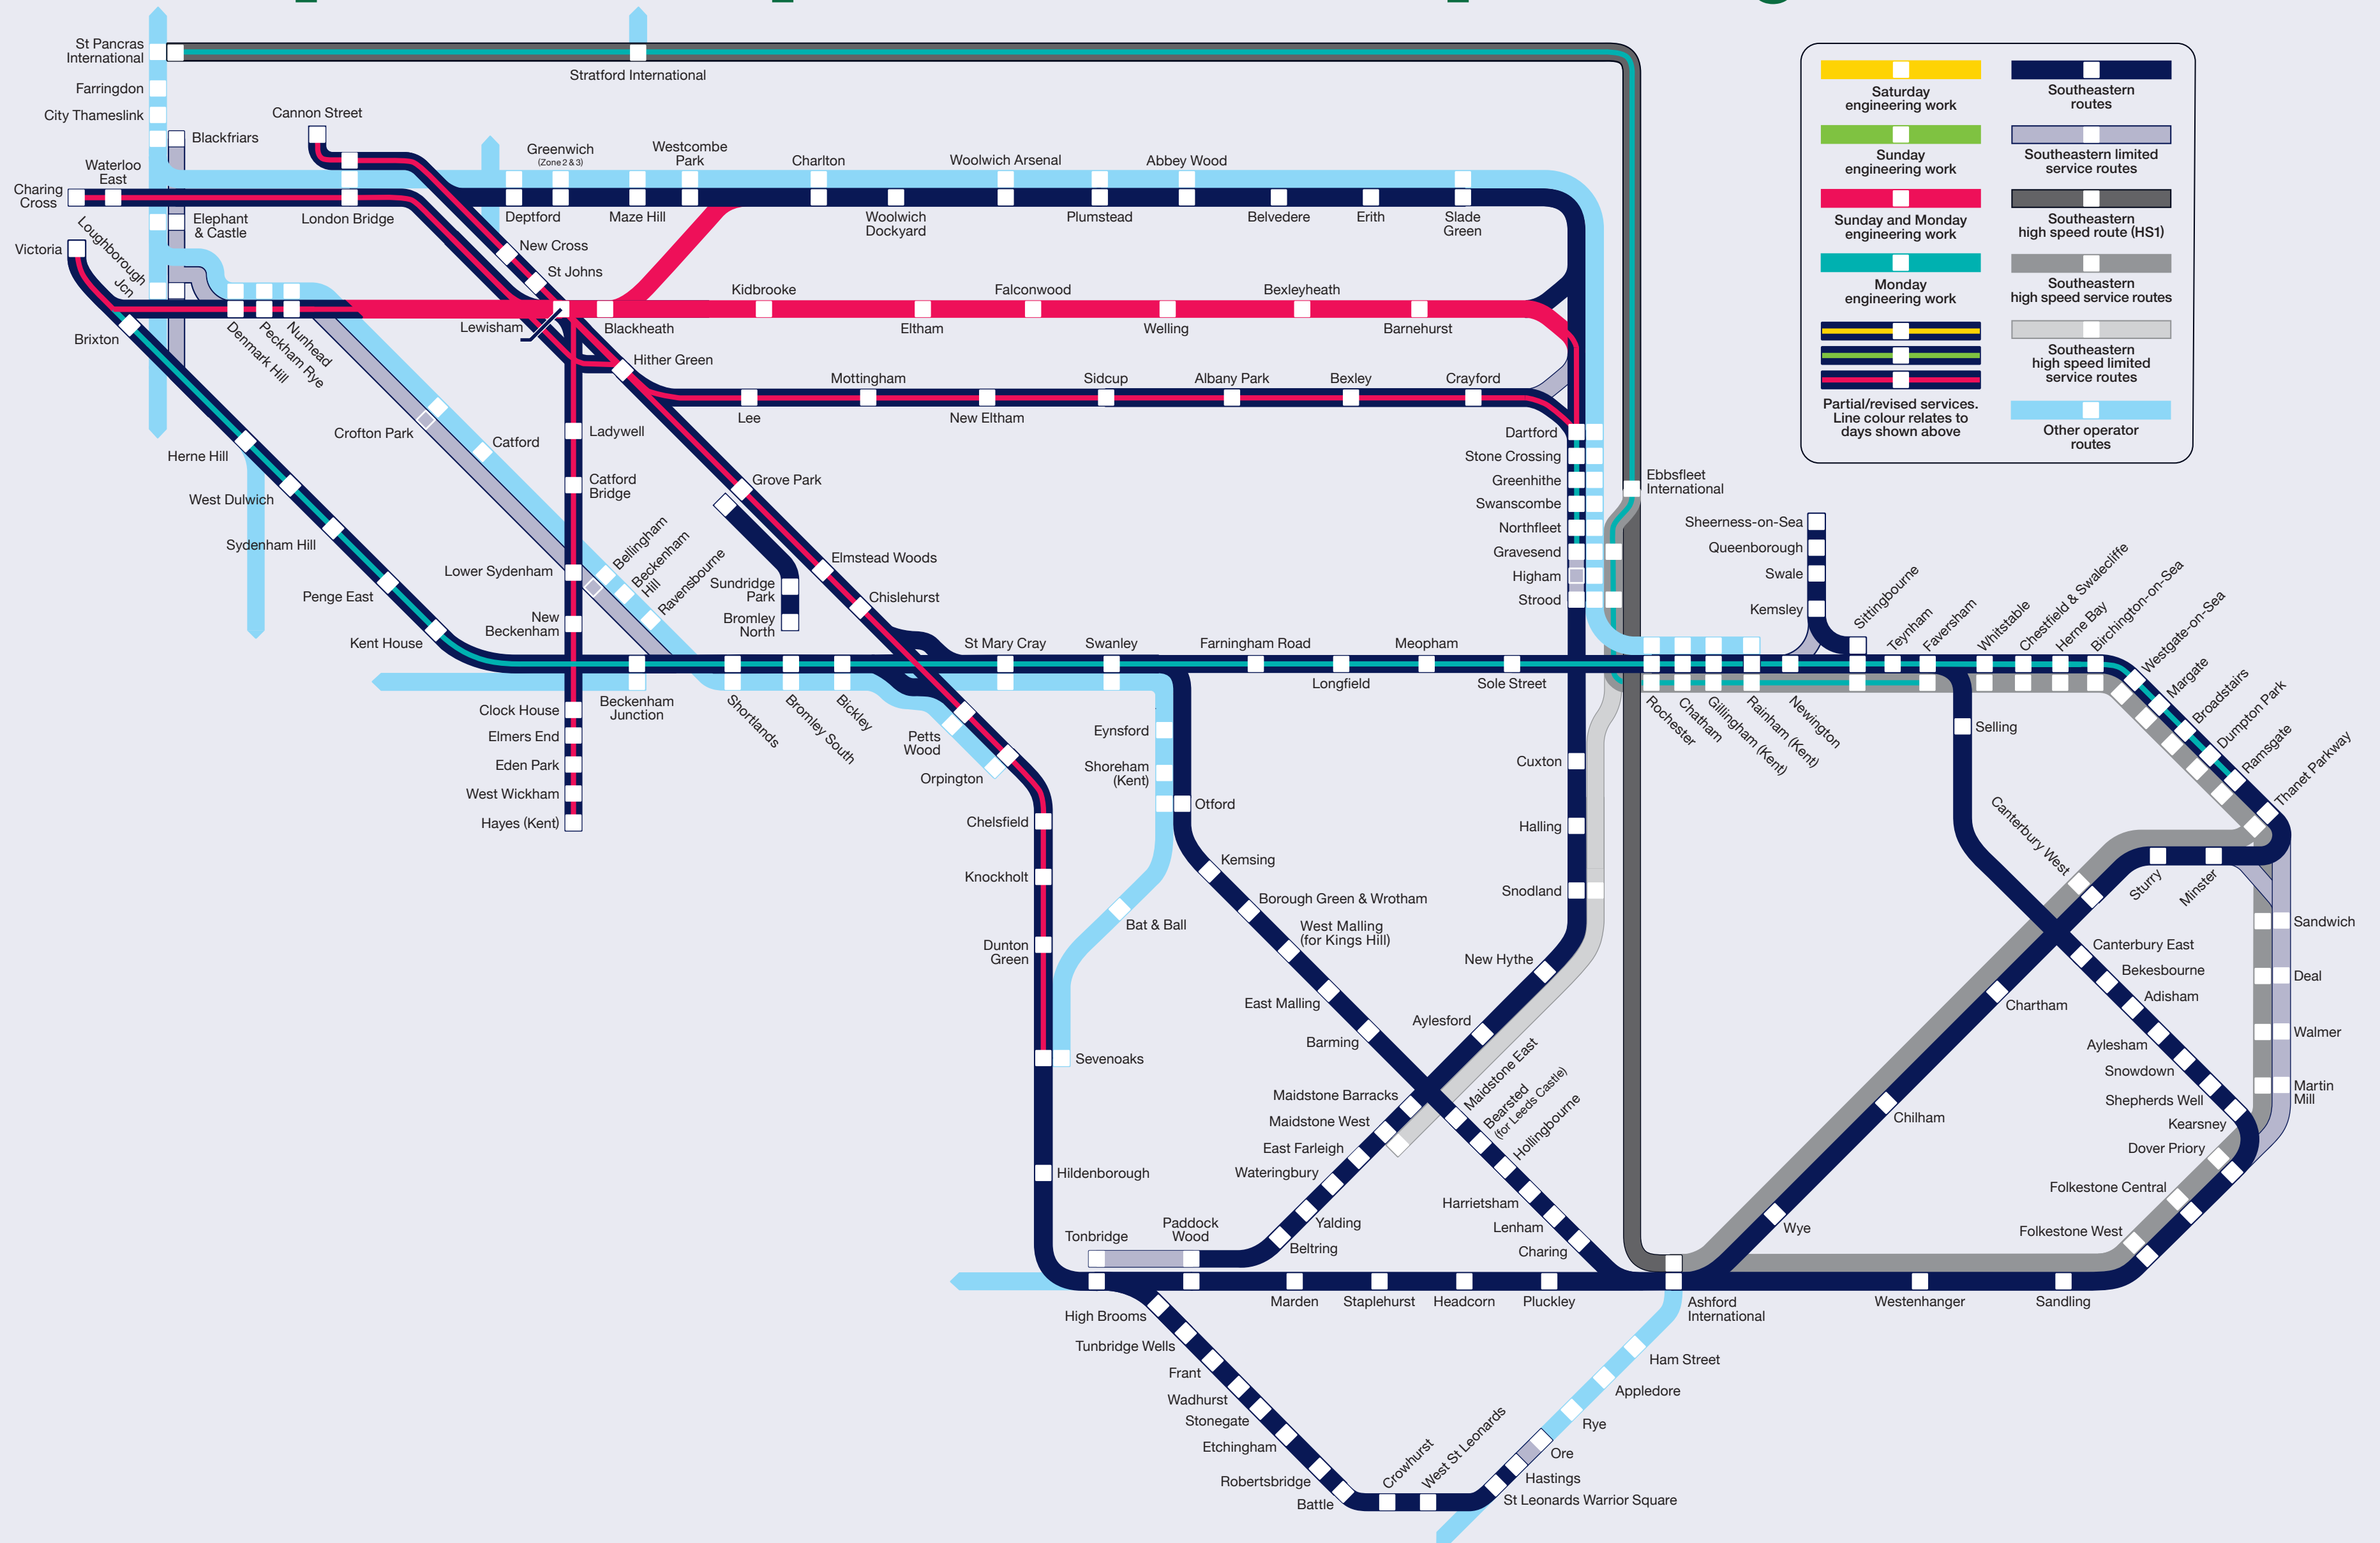 St Pancras
International
Farringdon
City Thameslink
Blackfriars
Waterloo
East
Charing
Cross
Elephant
& Castle
Victoria
Loughborough
Jcn
Cannon Street
London Bridge
Stratford International
Greenwich
(Zone 2 & 3)
Westcombe
Park
Charlton
Woolwich Arsenal
Abbey Wood
Deptford
Maze Hill
Woolwich
Dockyard
Plumstead
Belvedere
Erith
Slade
Green
New Cross
St Johns
Lewisham
Blackheath
Kidbrooke
Eltham
Falconwood
Welling
Bexleyheath
Barnehurst
Hither Green
Lee
Mottingham
New Eltham
Sidcup
Albany Park
Bexley
Crayford
Brixton
Denmark Hill
Peckham Rye
Nunhead
Crofton Park
Catford
Herne Hill
West Dulwich
Sydenham Hill
Penge East
Kent House
Ladywell
Catford
Bridge
Lower Sydenham
New
Beckenham
Bellingham
Beckenham
Hill
Ravensbourne
Clock House
Elmers End
Eden Park
West Wickham
Hayes (Kent)
Beckenham
Junction
Shortlands
Bromley South
Bickley
Grove Park
Elmstead Woods
Sundridge
Park
Bromley
North
Chislehurst
Petts
Wood
Orpington
Chelsfield
Knockholt
Dunton
Green
Sevenoaks
Hildenborough
St Mary Cray
Swanley
Farningham Road
Longfield
Meopham
Sole Street
Eynsford
Shoreham
(Kent)
Otford
Bat & Ball
Kemsing
Borough Green & Wrotham
West Malling
(for Kings Hill)
East Malling
Barming
Maidstone East
Bearsted
(for Leeds Castle)
Hollingbourne
Harrietsham
Lenham
Charing
Dartford
Stone Crossing
Greenhithe
Swanscombe
Northfleet
Gravesend
Higham
Strood
Ebbsfleet
International
Cuxton
Halling
Snodland
New Hythe
Aylesford
Maidstone Barracks
Maidstone West
East Farleigh
Wateringbury
Yalding
Beltring
Paddock
Wood
Tonbridge
Marden
Staplehurst
Headcorn
Pluckley
Ashford
International
Westenhanger
Sandling
High Brooms
Tunbridge Wells
Frant
Wadhurst
Stonegate
Etchingham
Robertsbridge
Battle
Crowhurst
West St Leonards
St Leonards Warrior Square
Hastings
Ore
Rye
Appledore
Ham Street
Sheerness-on-Sea
Queenborough
Swale
Kemsley
Sittingbourne
Teynham
Faversham
Whitstable
Chestfield & Swalecliffe
Herne Bay
Birchington-on-Sea
Westgate-on-Sea
Margate
Broadstairs
Dumpton Park
Ramsgate
Thanet Parkway
Rochester
Chatham
Gillingham (Kent)
Rainham (Kent)
Newington
Selling
Canterbury West
Sturry
Minster
Sandwich
Deal
Walmer
Martin
Mill
Canterbury East
Bekesbourne
Adisham
Aylesham
Snowdown
Shepherds Well
Kearsney
Dover Priory
Folkestone Central
Folkestone West
Chartham
Chilham
Wye
Saturday
engineering work
Sunday
engineering work
Sunday and Monday
engineering work
Monday
engineering work
Partial/revised services.
Line colour relates to
days shown above
Southeastern
routes
Southeastern limited
service routes
Southeastern
high speed route (HS1)
Southeastern
high speed service routes
Southeastern
high speed limited
service routes
Other operator
routes